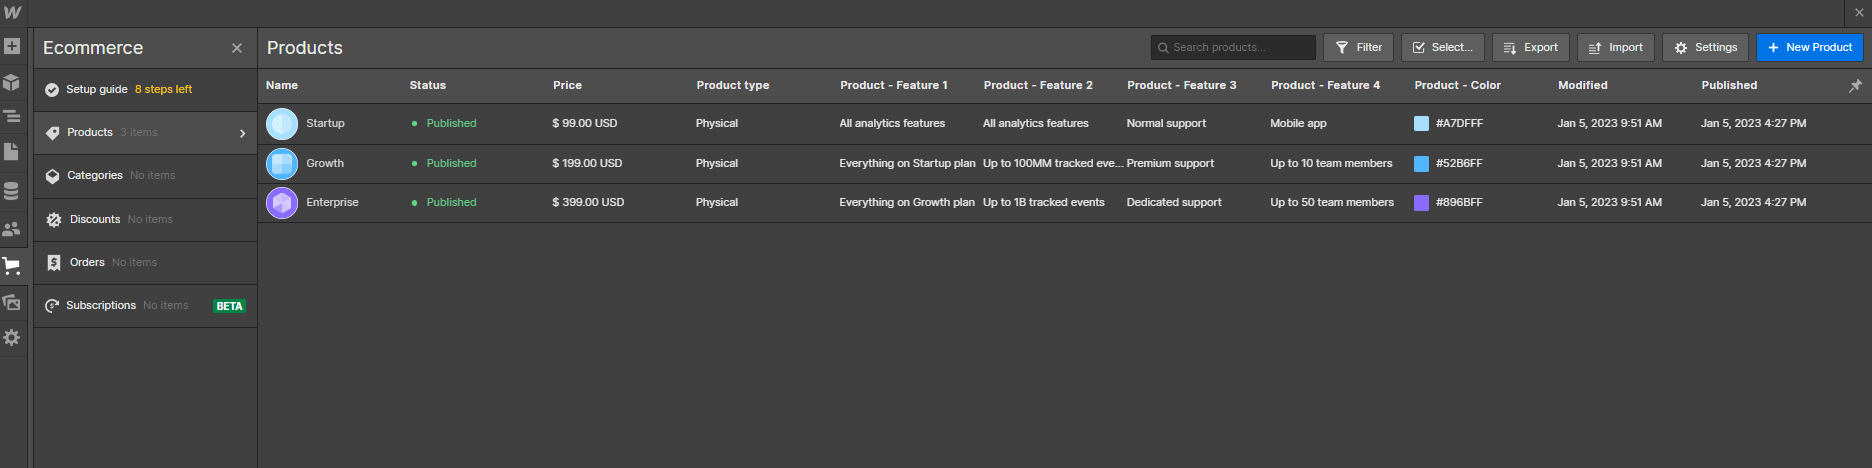 Ecommerce
Products
Search products...
Filter
Select...
Export
Import
Settings
New Product
Setup guide 8 steps left
Products 3 items
Categories No items
Discounts No items
Orders No items
Subscriptions No items BETA
Name Status Price Product type Product - Feature 1 Product - Feature 2 Product - Feature 3 Product - Feature 4 Product - Color Modified Published
Startup Published $ 99.00 USD Physical All analytics features All analytics features Normal support Mobile app #A7DFFF Jan 5, 2023 9:51 AM Jan 5, 2023 4:27 PM
Growth Published $ 199.00 USD Physical Everything on Startup plan Up to 100MM tracked eve... Premium support Up to 10 team members #52B6FF Jan 5, 2023 9:51 AM Jan 5, 2023 4:27 PM
Enterprise Published $ 399.00 USD Physical Everything on Growth plan Up to 1B tracked events Dedicated support Up to 50 team members #896BFF Jan 5, 2023 9:51 AM Jan 5, 2023 4:27 PM